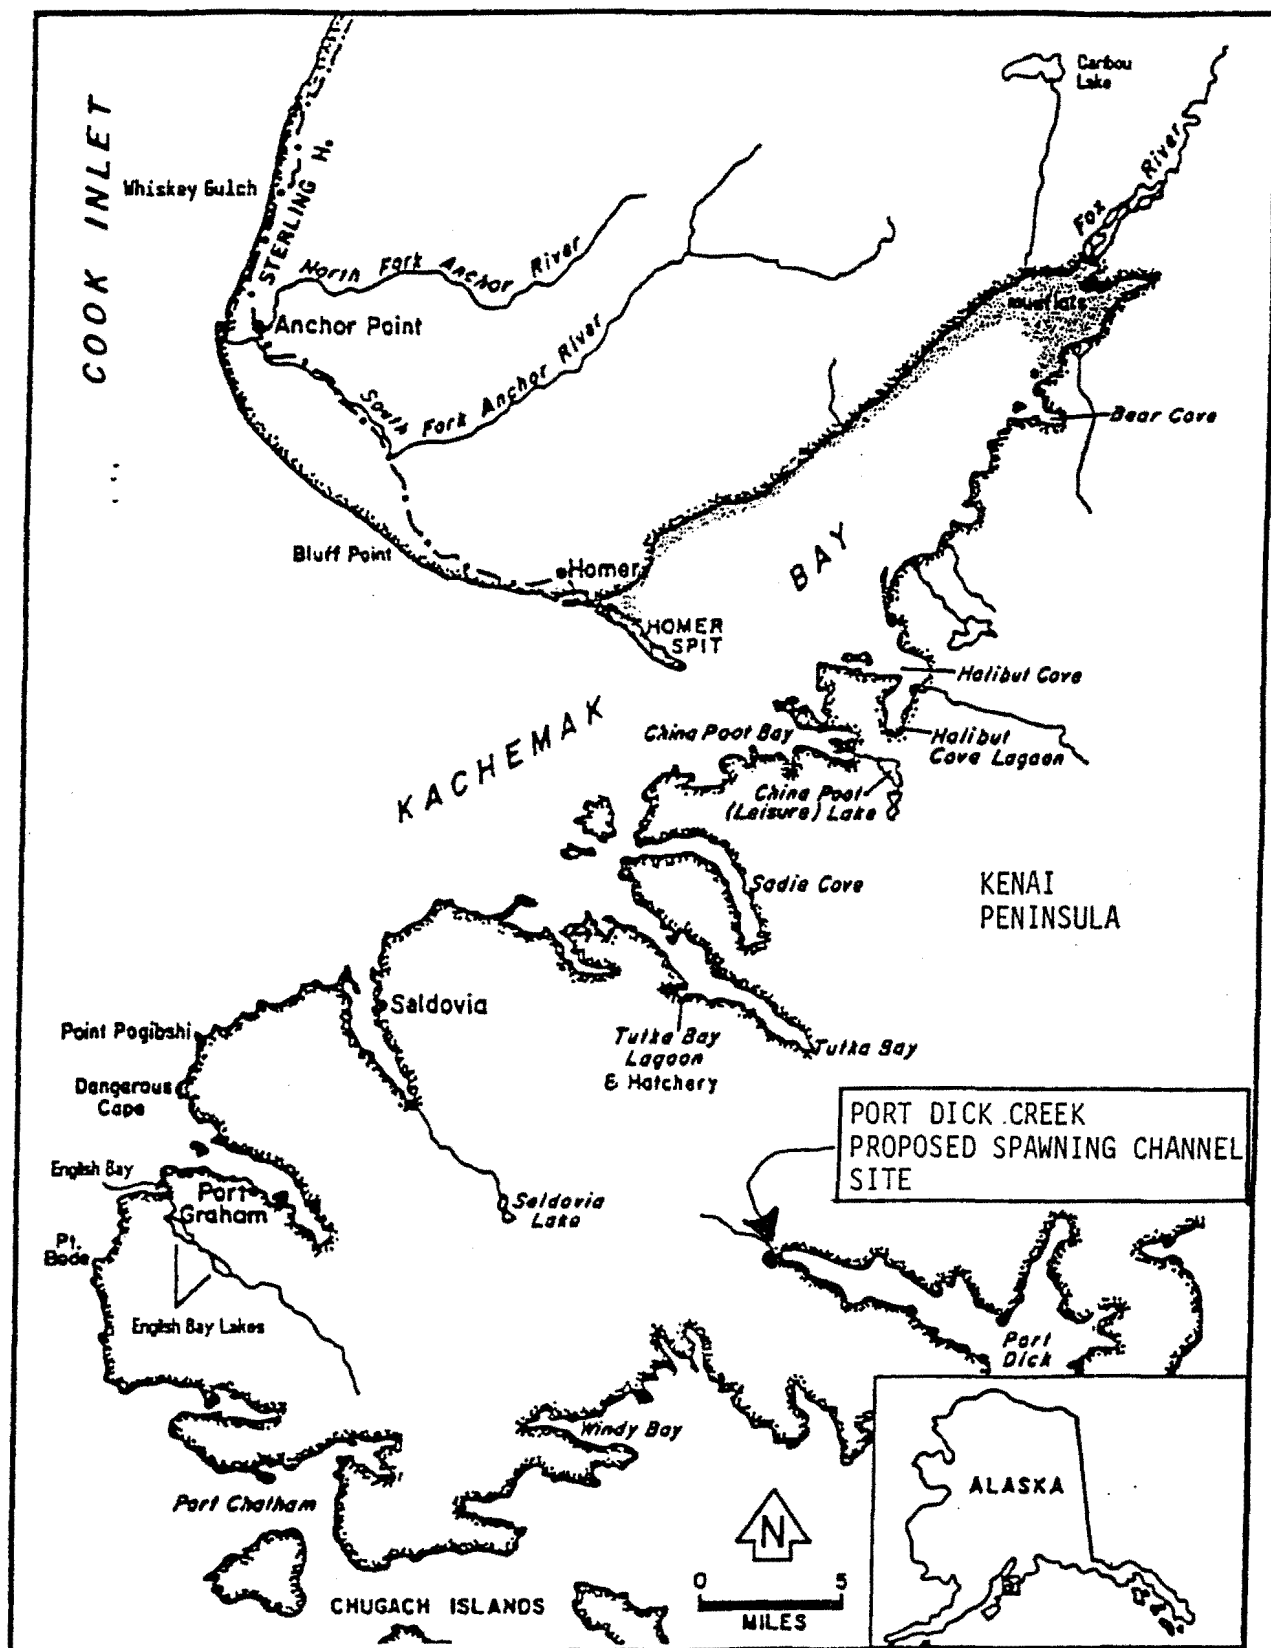 Caribou
Lake
COOK INLET
Whiskey Gulch
STERLING H.
Fox River
North Fork Anchor River
mudflats
Anchor Point
South Fork Anchor River
Bear Cove
Bluff Point
Homer
KACHEMAK BAY
HOMER
SPIT
Halibut Cove
China Poot Bay
Halibut
Cove Lagoon
China Poot
(Leisure) Lake
Sadie Cove
KENAI
PENINSULA
Seldovia
Point Pogibshi
Tutka Bay
Lagoon
& Hatchery
Tutka Bay
Dangerous
Cape
PORT DICK CREEK
PROPOSED SPAWNING CHANNEL
SITE
English Bay
Port
Graham
Seldovia
Lake
Pt.
Bede
English Bay Lakes
Port
Dick
Windy Bay
Port Chatham
ALASKA
N
0 5
MILES
CHUGACH ISLANDS